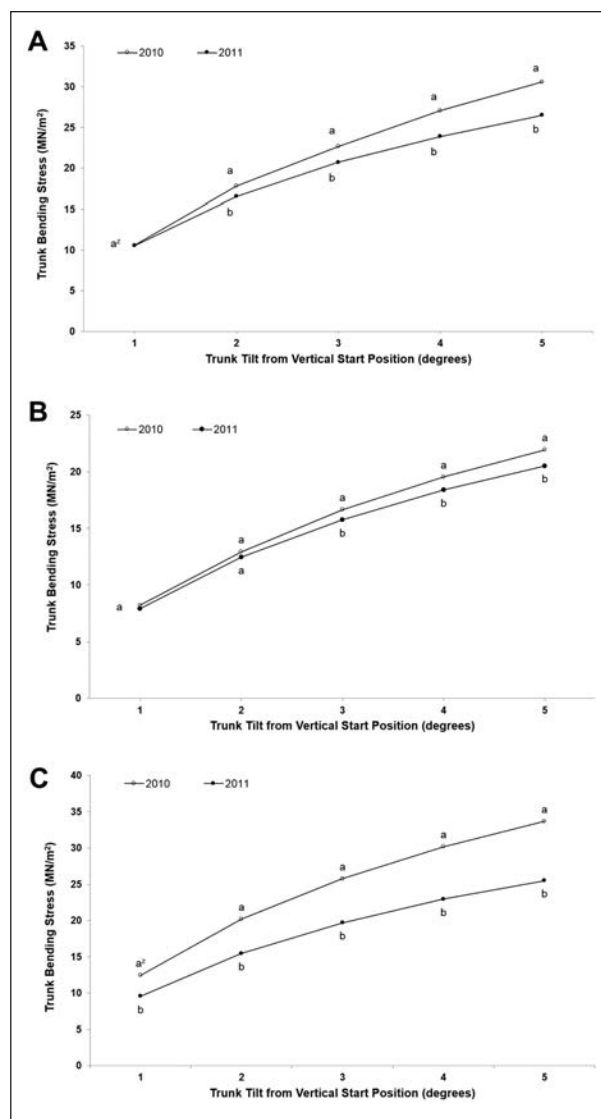 A
2010 2011
35
30
25
20
15
10
5
0
Trunk Bending Stress (MN/m²)
a a a a
aᶻ b b b b
1 2 3 4 5
Trunk Tilt from Vertical Start Position (degrees)
B
2010 2011
25
20
15
10
5
0
Trunk Bending Stress (MN/m²)
a a a a
a a b b b
1 2 3 4 5
Trunk Tilt from Vertical Start Position (degrees)
C
2010 2011
40
35
30
25
20
15
10
5
0
Trunk Bending Stress (MN/m²)
aᶻ a a a a
b b b b b
1 2 3 4 5
Trunk Tilt from Vertical Start Position (degrees)